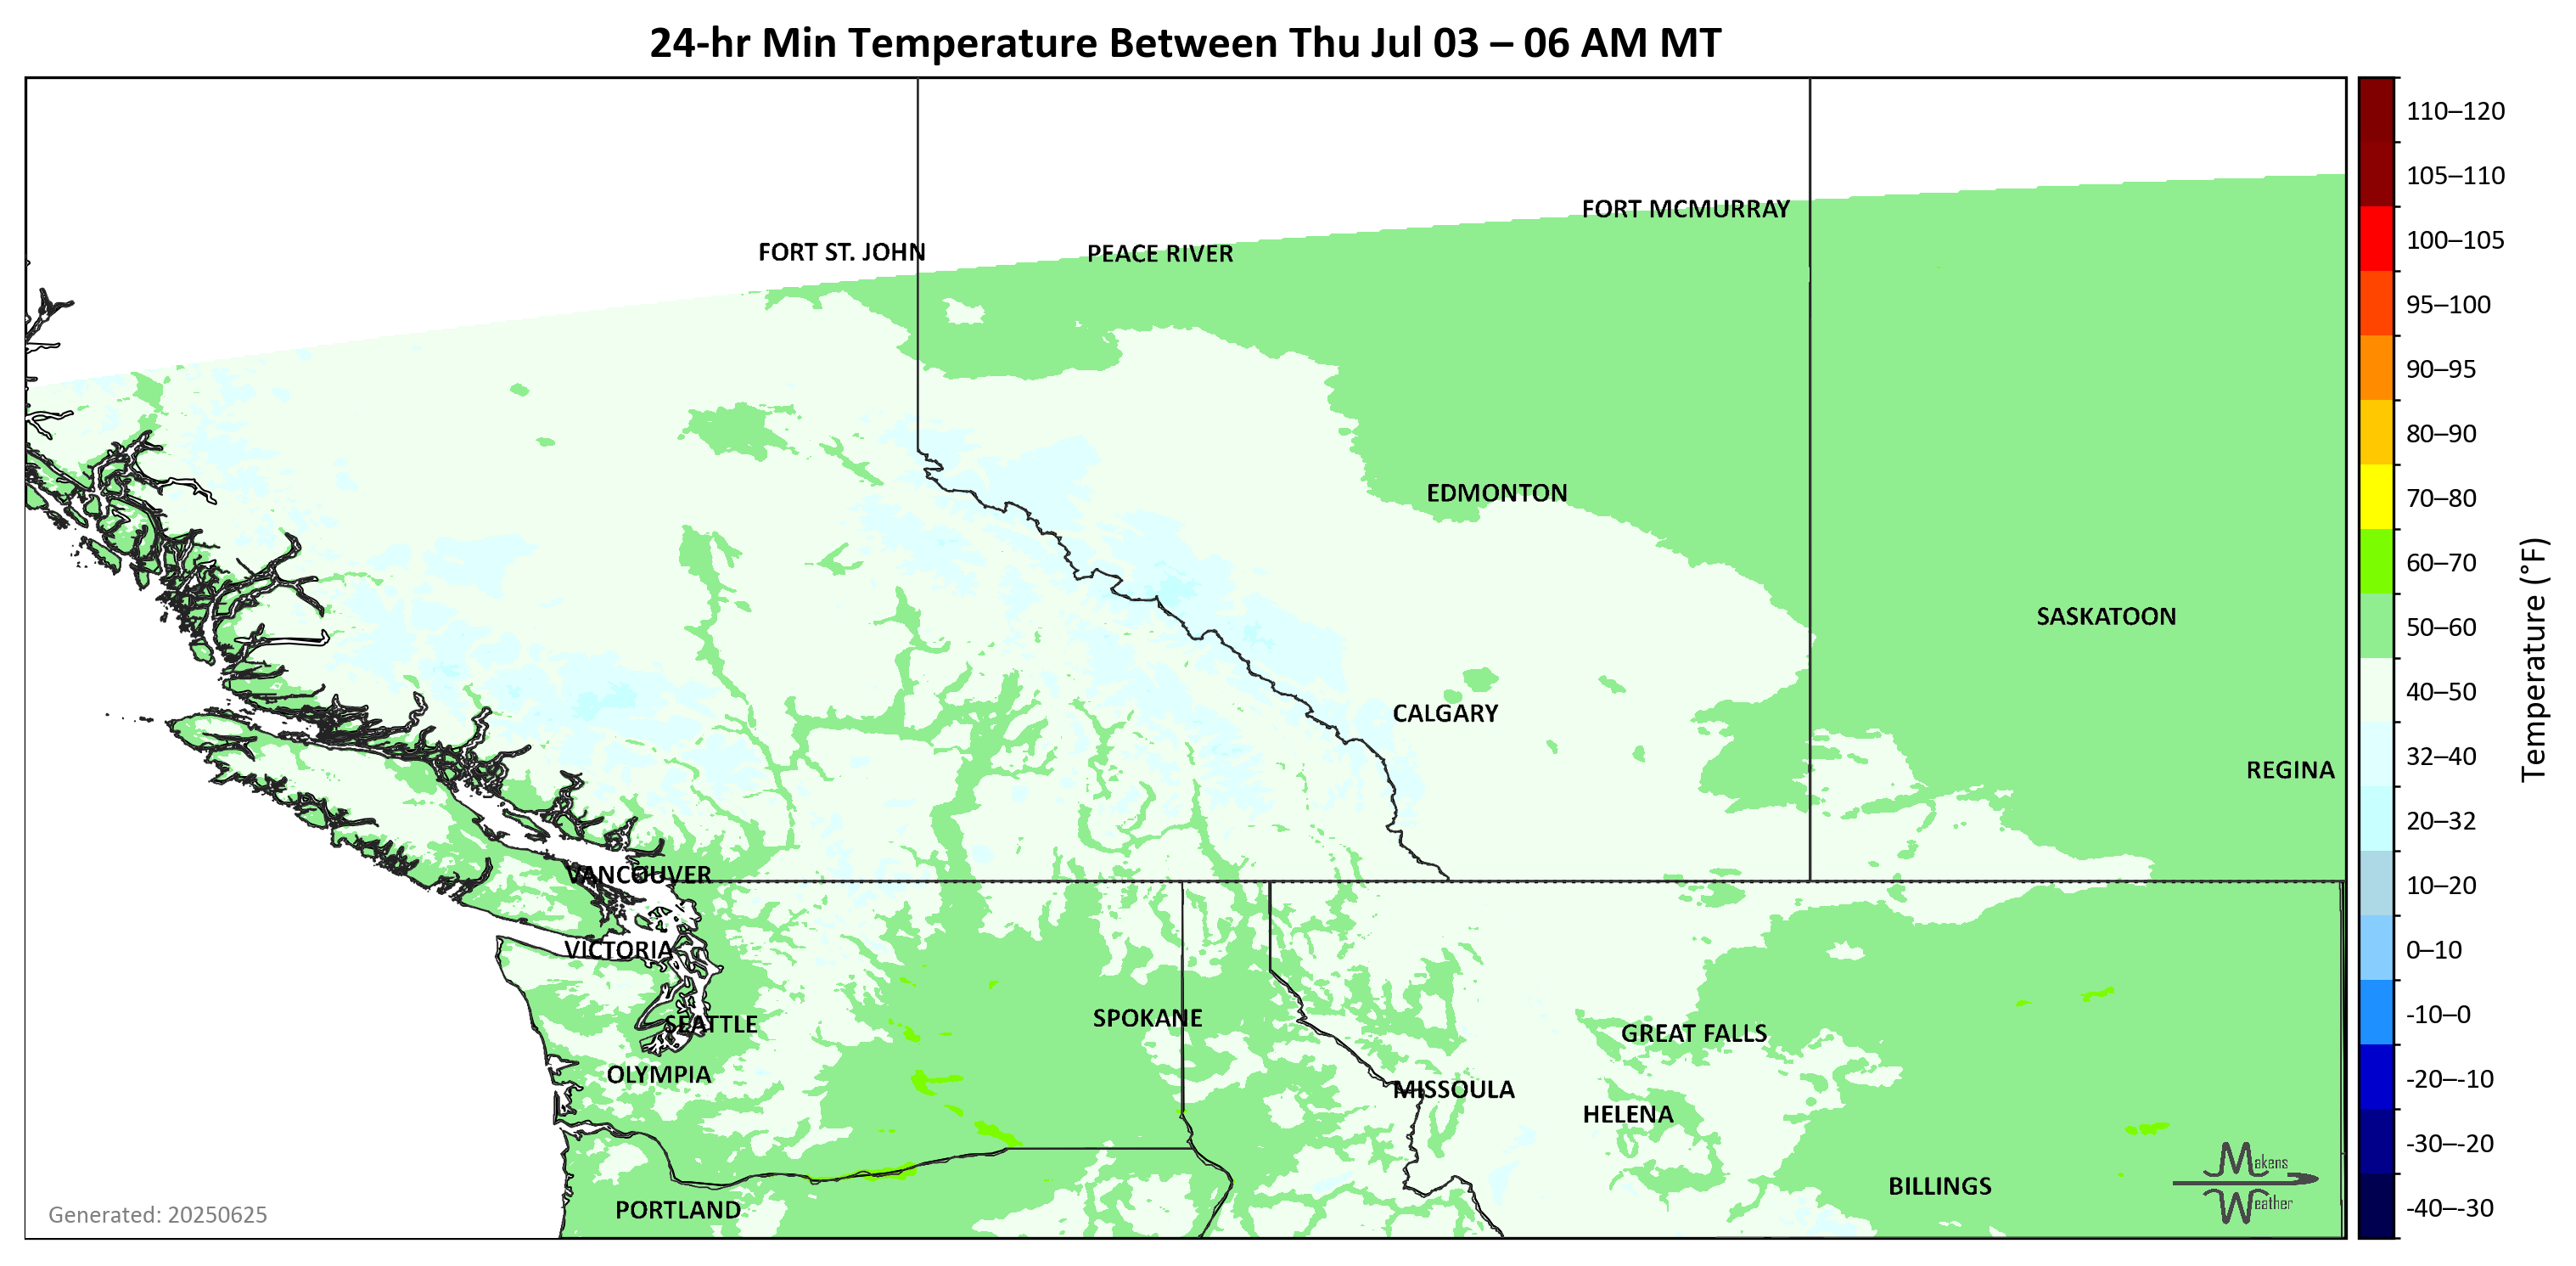 24-hr Min Temperature Between Thu Jul 03 – 06 AM MT
110–120
105–110
FORT MCMURRAY
100–105
FORT ST. JOHN
PEACE RIVER
95–100
90–95
80–90
EDMONTON
70–80
60–70
SASKATOON
50–60
Temperature (°F)
40–50
CALGARY
REGINA
32–40
20–32
VANCOUVER
10–20
VICTORIA
0–10
SEATTLE
SPOKANE
GREAT FALLS
-10–0
OLYMPIA
MISSOULA
-20–-10
HELENA
-30–-20
Makens
Weather
BILLINGS
PORTLAND
-40–-30
Generated: 20250625